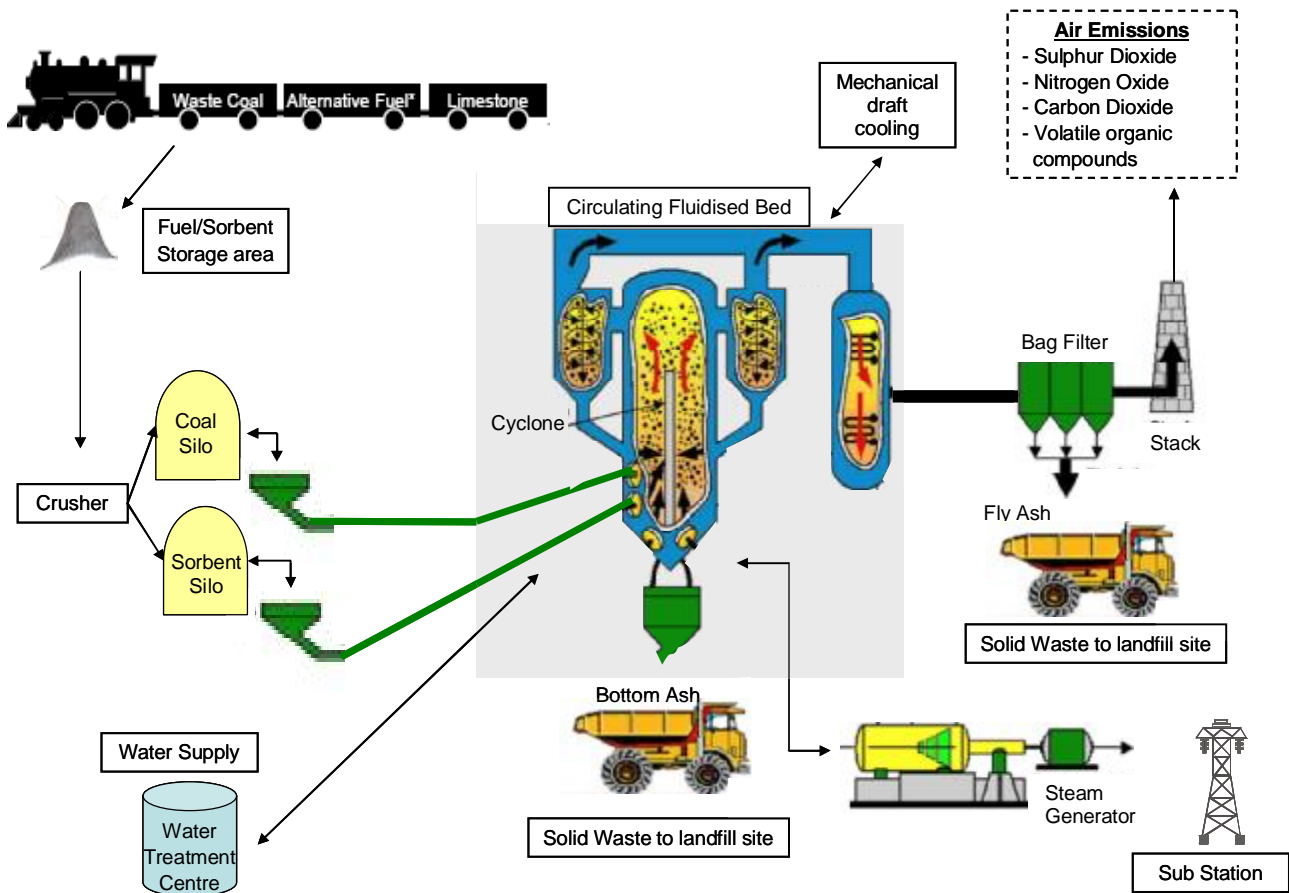 Waste Coal
Alternative Fuel*
Limestone
Air Emissions
- Sulphur Dioxide
- Nitrogen Oxide
- Carbon Dioxide
- Volatile organic
compounds
Mechanical
draft
cooling
Fuel/Sorbent
Storage area
Circulating Fluidised Bed
Bag Filter
Stack
Coal
Silo
Cyclone
Crusher
Sorbent
Silo
Fly Ash
Solid Waste to landfill site
Bottom Ash
Solid Waste to landfill site
Water Supply
Water
Treatment
Centre
Steam
Generator
Sub Station